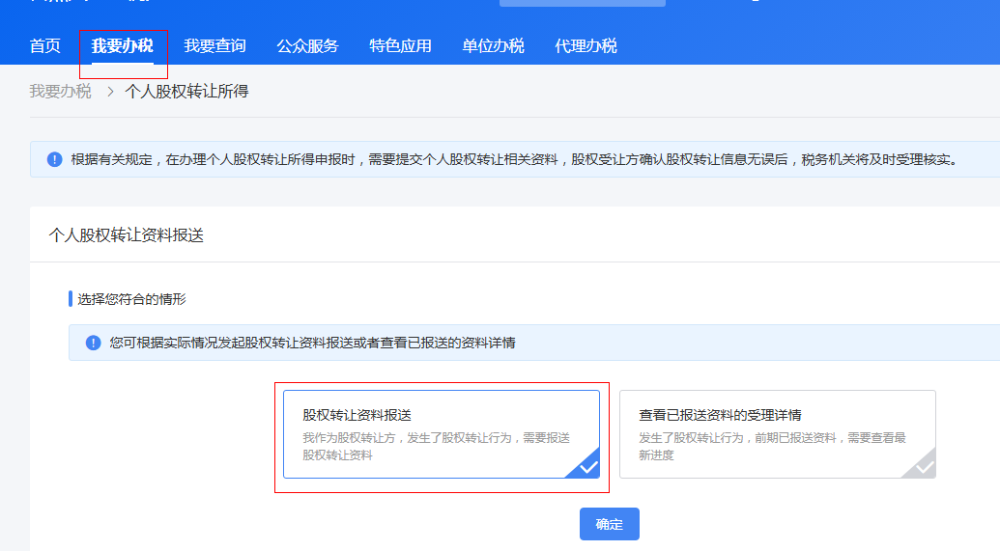 首页 我要办税 我要查询 公众服务 特色应用 单位办税 代理办税
我要办税 > 个人股权转让所得
根据有关规定，在办理个人股权转让所得申报时，需要提交个人股权转让相关资料，股权受让方确认股权转让信息无误后，税务机关将及时受理核实。
个人股权转让资料报送
选择您符合的情形
您可根据实际情况发起股权转让资料报送或者查看已报送的资料详情
股权转让资料报送
我作为股权转让方，发生了股权转让行为，需要报送
股权转让资料
查看已报送资料的受理详情
发生了股权转让行为，前期已报送资料，需要查看最
新进度
确定